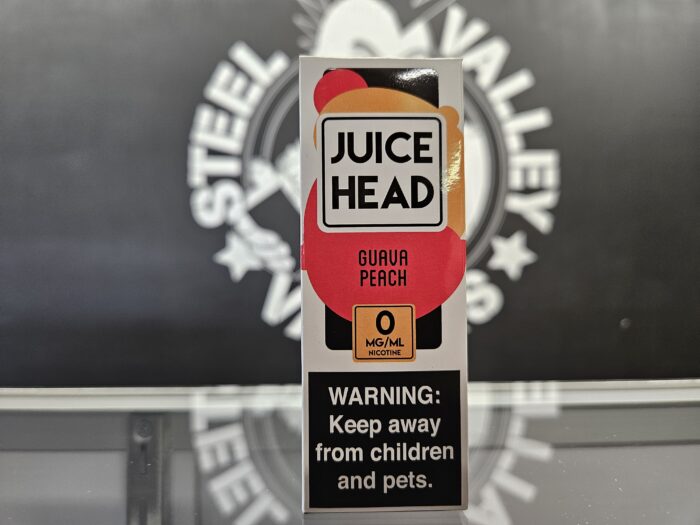 STEEL VALLEY
JUICE
HEAD
GUAVA
PEACH
0
MG/ML
NICOTINE
WARNING:
Keep away
from children
and pets.